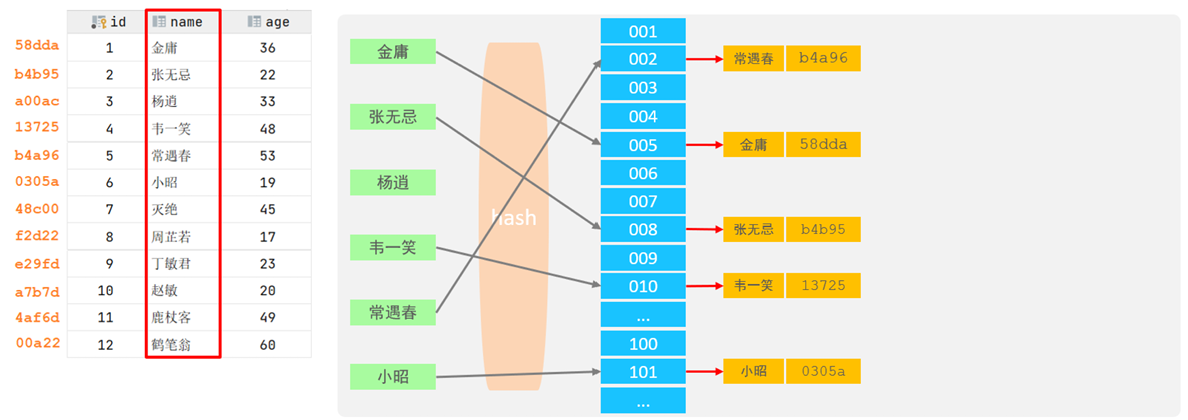 id name age
58dda 1 金庸 36
b4b95 2 张无忌 22
a00ac 3 杨逍 33
13725 4 韦一笑 48
b4a96 5 常遇春 53
0305a 6 小昭 19
48c00 7 灭绝 45
f2d22 8 周芷若 17
e29fd 9 丁敏君 23
a7b7d 10 赵敏 20
4af6d 11 鹿杖客 49
00a22 12 鹤笔翁 60
金庸
张无忌
杨逍
韦一笑
常遇春
小昭
hash
001
002
003
004
005
006
007
008
009
010
...
100
101
...
常遇春 b4a96
金庸 58dda
张无忌 b4b95
韦一笑 13725
小昭 0305a